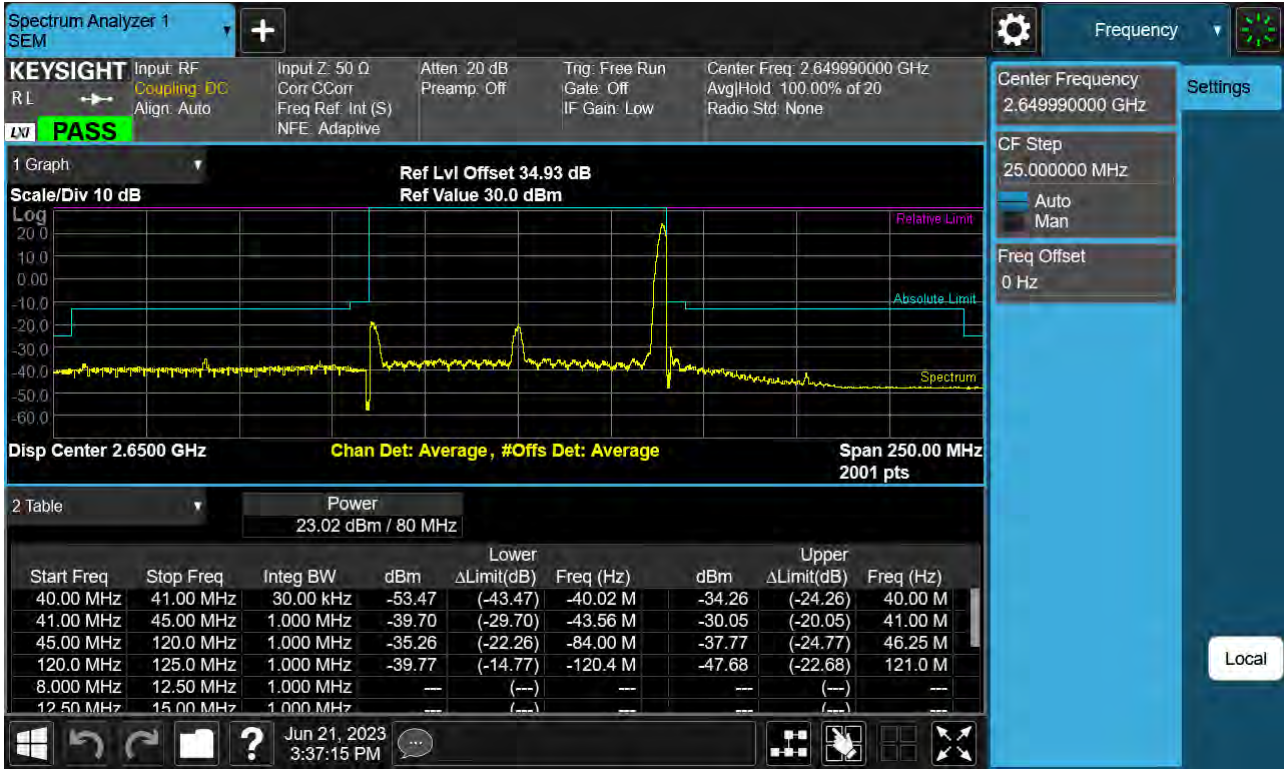 Spectrum Analyzer 1
SEM
Frequency
KEYSIGHT
Input: RF
Coupling: DC
Align: Auto
Input Z: 50 Ω
Corr CCorr
Freq Ref: Int (S)
NFE: Adaptive
Atten: 20 dB
Preamp: Off
Trig: Free Run
Gate: Off
IF Gain: Low
Center Freq: 2.649990000 GHz
Avg|Hold: 100.00% of 20
Radio Std: None
R L
LXI
PASS
Center Frequency
2.649990000 GHz
Settings
CF Step
25.000000 MHz
Auto
Man
Freq Offset
0 Hz
1 Graph
Ref Lvl Offset 34.93 dB
Scale/Div 10 dB
Ref Value 30.0 dBm
Log
20.0
10.0
0.00
-10.0
-20.0
-30.0
-40.0
-50.0
-60.0
Relative Limit
Absolute Limit
Spectrum
Disp Center 2.6500 GHz
Chan Det: Average , #Offs Det: Average
Span 250.00 MHz
2001 pts
2 Table
Power
23.02 dBm / 80 MHz
Lower Upper
Start Freq Stop Freq Integ BW dBm ΔLimit(dB) Freq (Hz) dBm ΔLimit(dB) Freq (Hz)
40.00 MHz 41.00 MHz 30.00 kHz -53.47 (-43.47) -40.02 M -34.26 (-24.26) 40.00 M
41.00 MHz 45.00 MHz 1.000 MHz -39.70 (-29.70) -43.56 M -30.05 (-20.05) 41.00 M
45.00 MHz 120.0 MHz 1.000 MHz -35.26 (-22.26) -84.00 M -37.77 (-24.77) 46.25 M
120.0 MHz 125.0 MHz 1.000 MHz -39.77 (-14.77) -120.4 M -47.68 (-22.68) 121.0 M
8.000 MHz 12.50 MHz 1.000 MHz --- (---) --- --- (---) ---
12.50 MHz 15.00 MHz 1.000 MHz --- (---) --- --- (---) ---
Local
Jun 21, 2023
3:37:15 PM